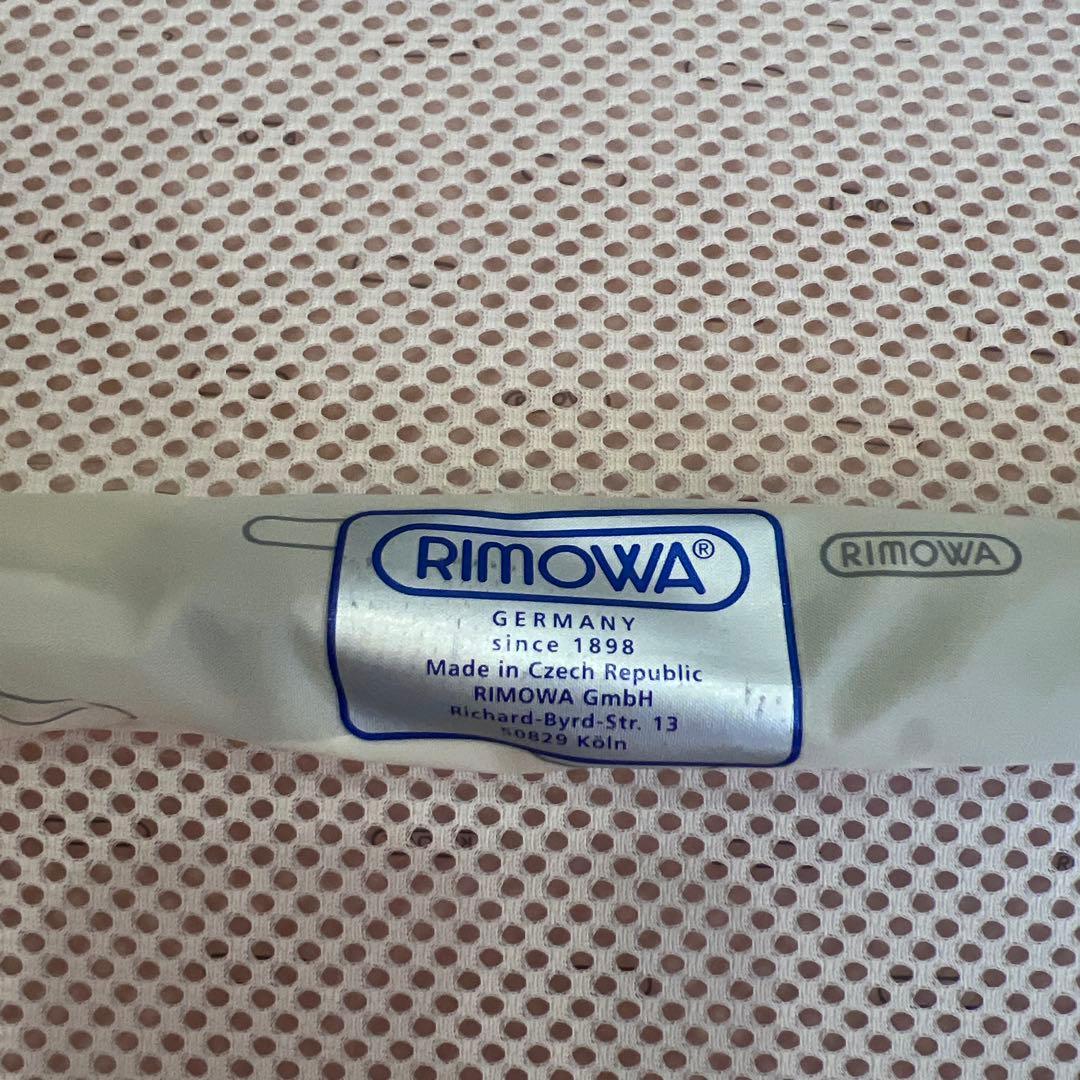 RIMOWA®
GERMANY
since 1898
Made in Czech Republic
RIMOWA GmbH
Richard-Byrd-Str. 13
50829 Köln
RIMOWA